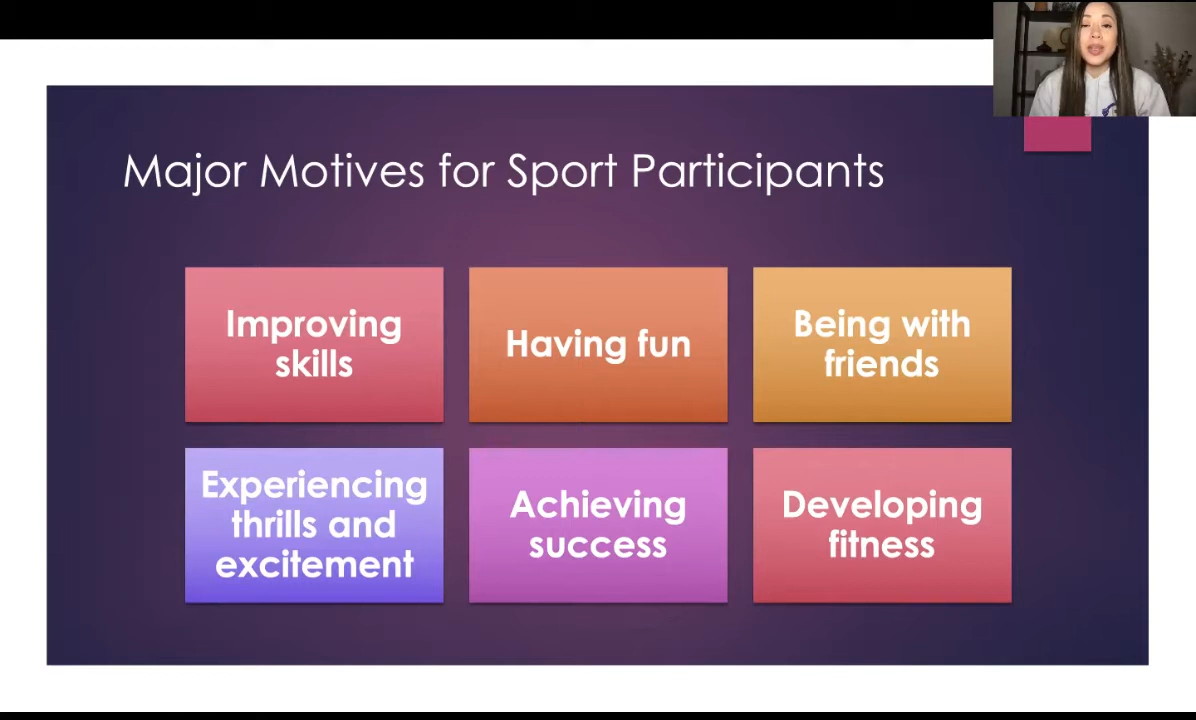 Major Motives for Sport Participants
Improving
skills
Having fun
Being with
friends
Experiencing
thrills and
excitement
Achieving
success
Developing
fitness